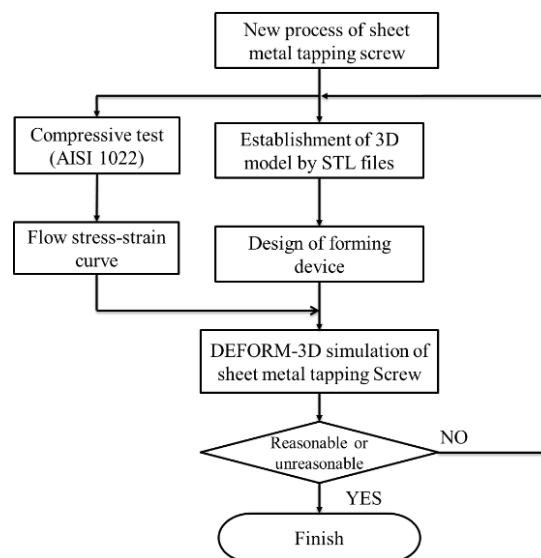 New process of sheet
metal tapping screw
Compressive test
(AISI 1022)
Establishment of 3D
model by STL files
Flow stress-strain
curve
Design of forming
device
DEFORM-3D simulation of
sheet metal tapping Screw
Reasonable or
unreasonable
NO
YES
Finish